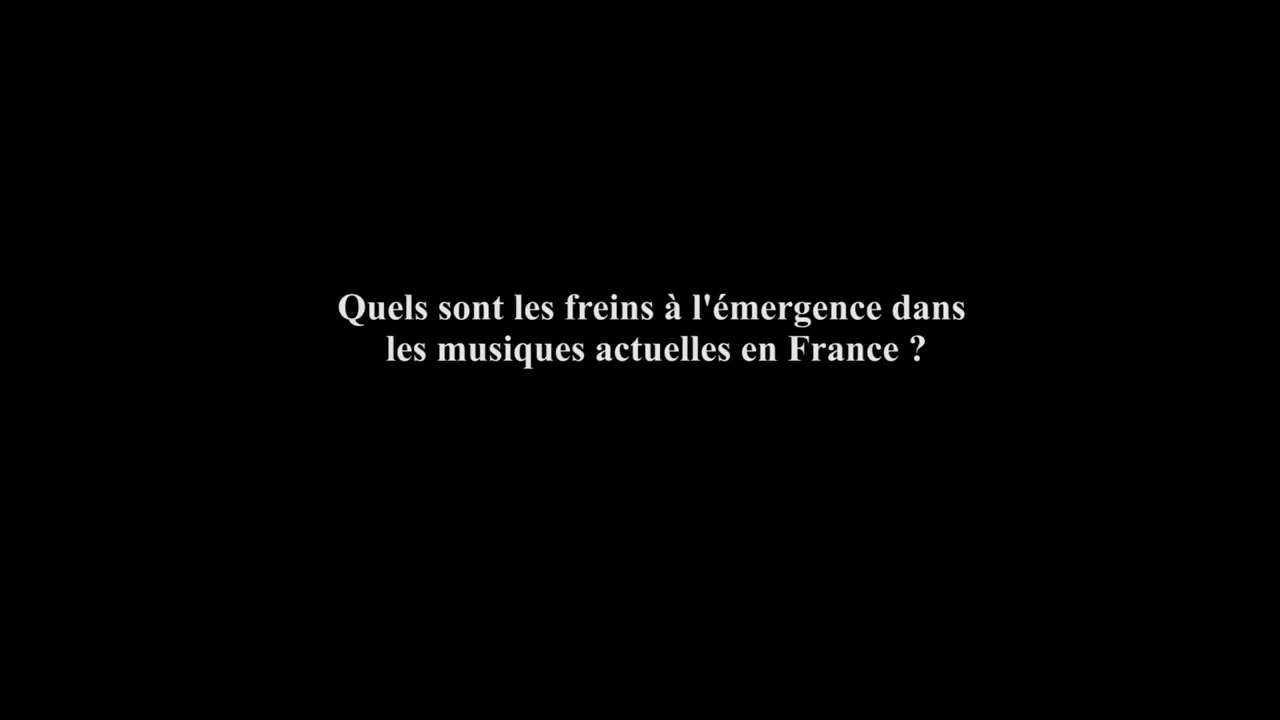 Quels sont les freins à l'émergence dans
les musiques actuelles en France ?